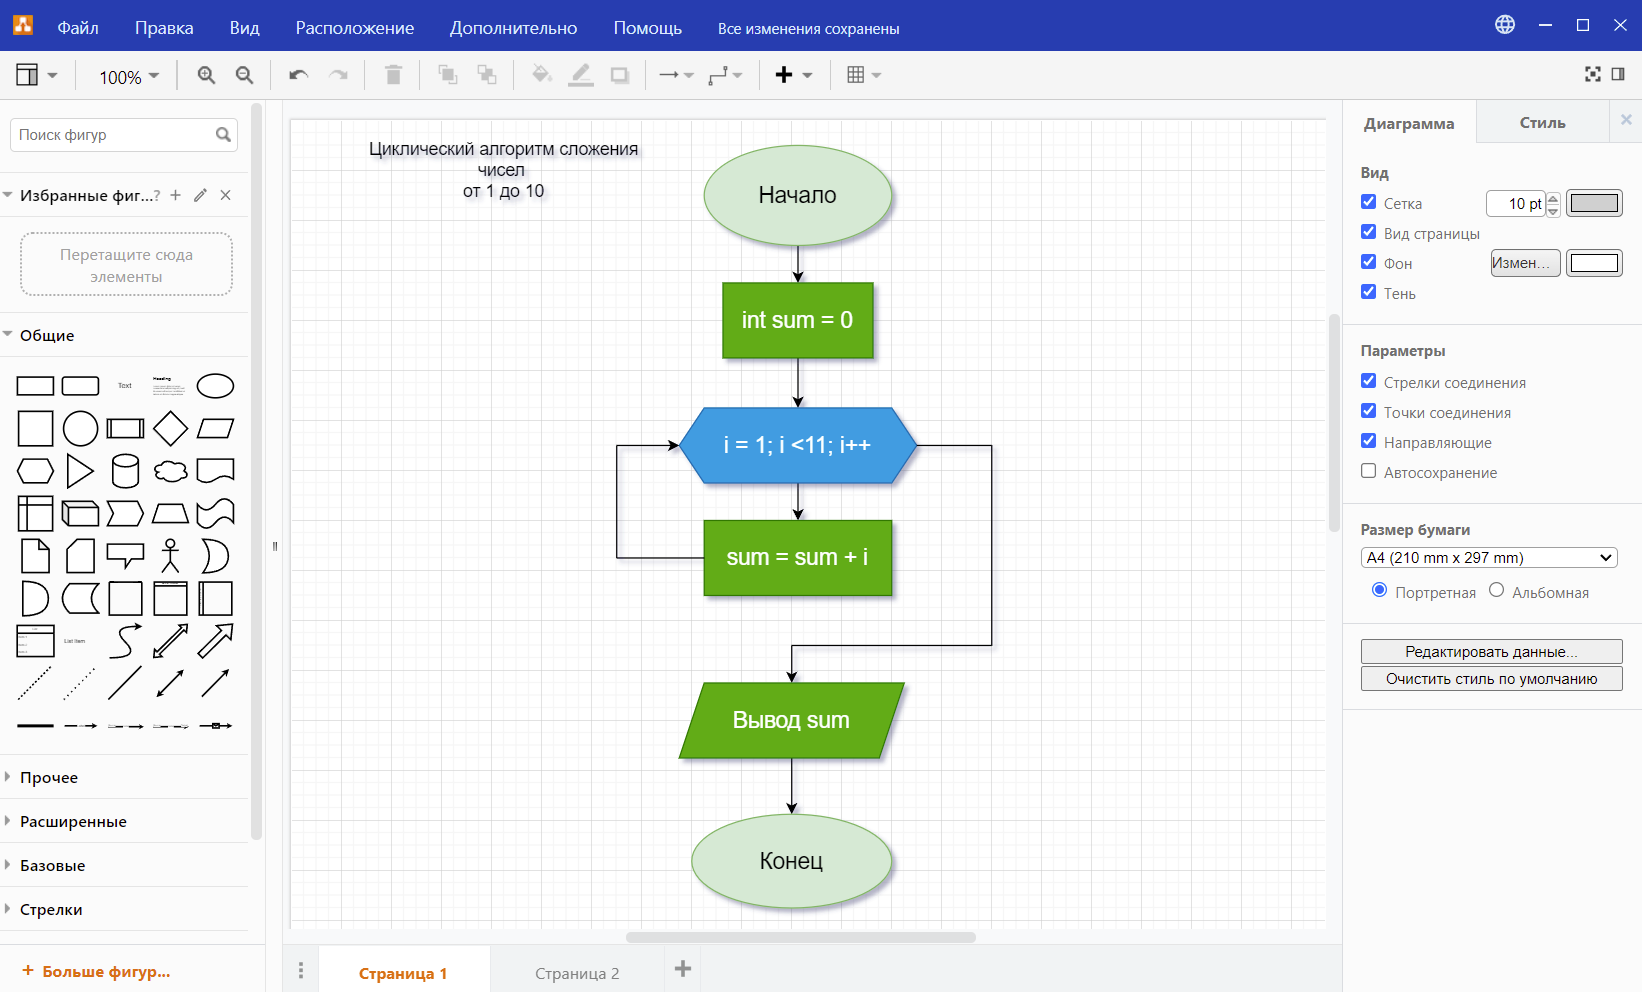 Файл Правка Вид Расположение Дополнительно Помощь Все изменения сохранены
100%
Поиск фигур
Избранные фиг...?
Перетащите сюда
элементы
Общие
Text
Heading
List Item
Прочее
Расширенные
Базовые
Стрелки
+ Больше фигур...
Циклический алгоритм сложения
чисел
от 1 до 10
Начало
int sum = 0
i = 1; i <11; i++
sum = sum + i
Вывод sum
Конец
Страница 1 Страница 2
Диаграмма Стиль
Вид
Сетка 10 pt
Вид страницы
Фон Измен...
Тень
Параметры
Стрелки соединения
Точки соединения
Направляющие
Автосохранение
Размер бумаги
A4 (210 mm x 297 mm)
Портретная Альбомная
Редактировать данные...
Очистить стиль по умолчанию